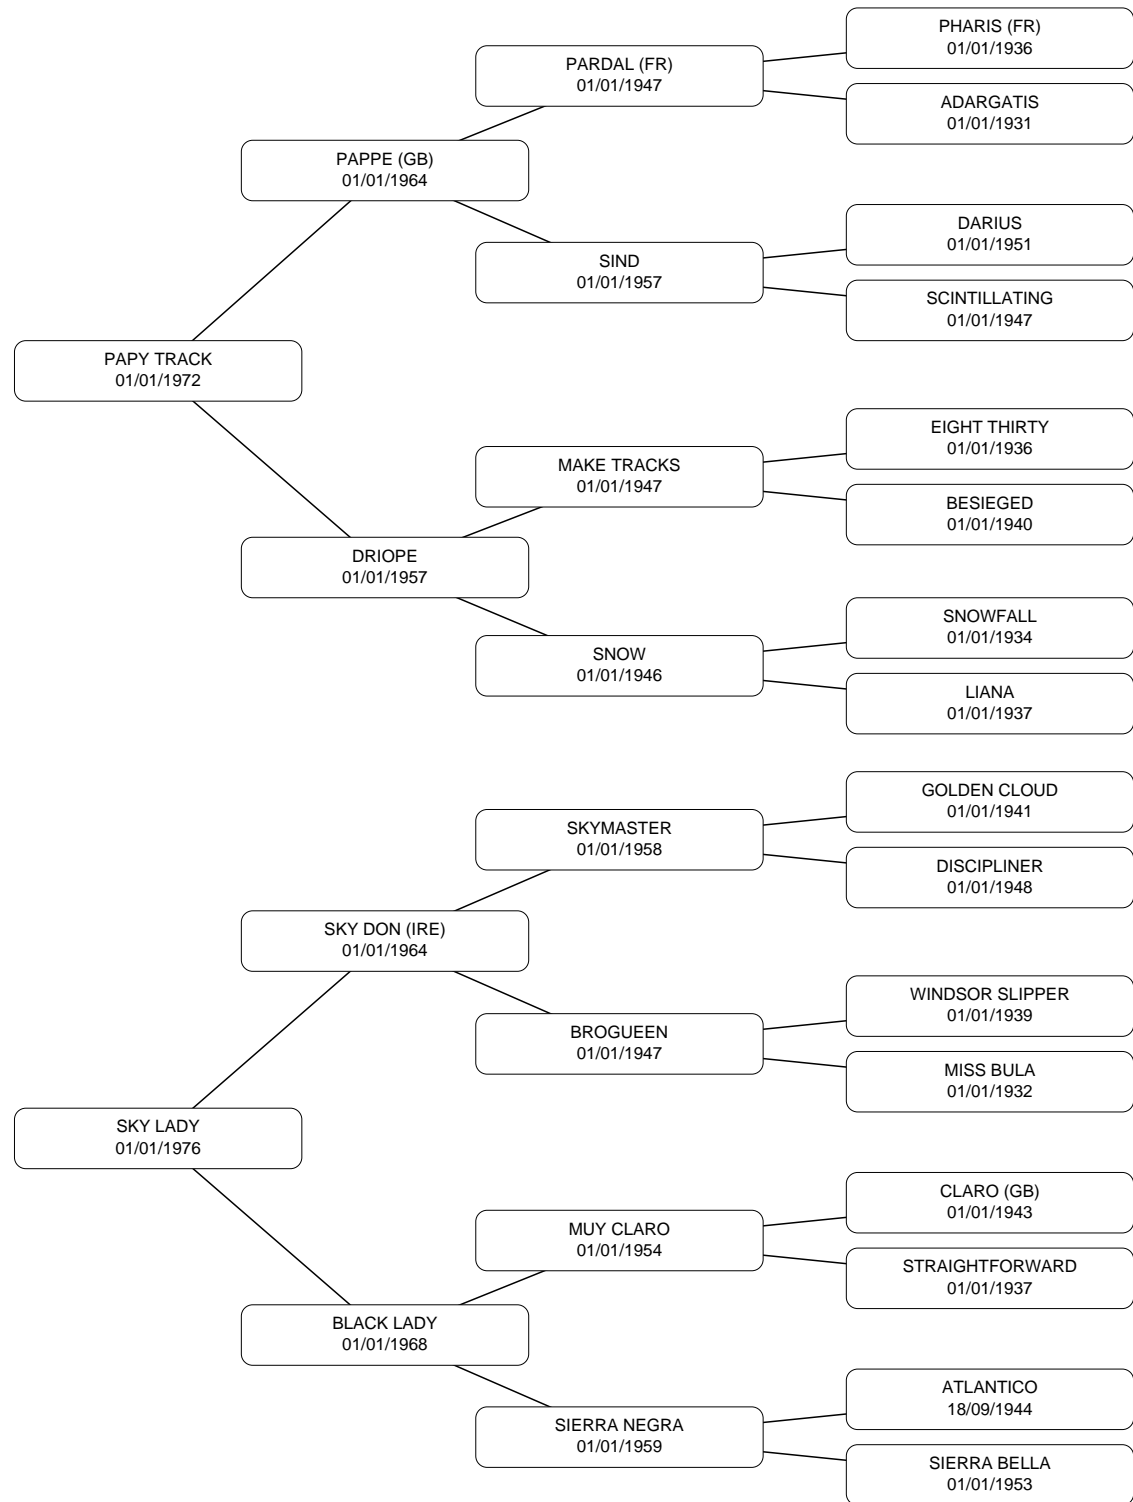 PHARIS (FR)
01/01/1936
PARDAL (FR)
01/01/1947
ADARGATIS
01/01/1931
PAPPE (GB)
01/01/1964
DARIUS
01/01/1951
SIND
01/01/1957
SCINTILLATING
01/01/1947
PAPY TRACK
01/01/1972
EIGHT THIRTY
01/01/1936
MAKE TRACKS
01/01/1947
BESIEGED
01/01/1940
DRIOPE
01/01/1957
SNOWFALL
01/01/1934
SNOW
01/01/1946
LIANA
01/01/1937
GOLDEN CLOUD
01/01/1941
SKYMASTER
01/01/1958
DISCIPLINER
01/01/1948
SKY DON (IRE)
01/01/1964
WINDSOR SLIPPER
01/01/1939
BROGUEEN
01/01/1947
MISS BULA
01/01/1932
SKY LADY
01/01/1976
CLARO (GB)
01/01/1943
MUY CLARO
01/01/1954
STRAIGHTFORWARD
01/01/1937
BLACK LADY
01/01/1968
ATLANTICO
18/09/1944
SIERRA NEGRA
01/01/1959
SIERRA BELLA
01/01/1953